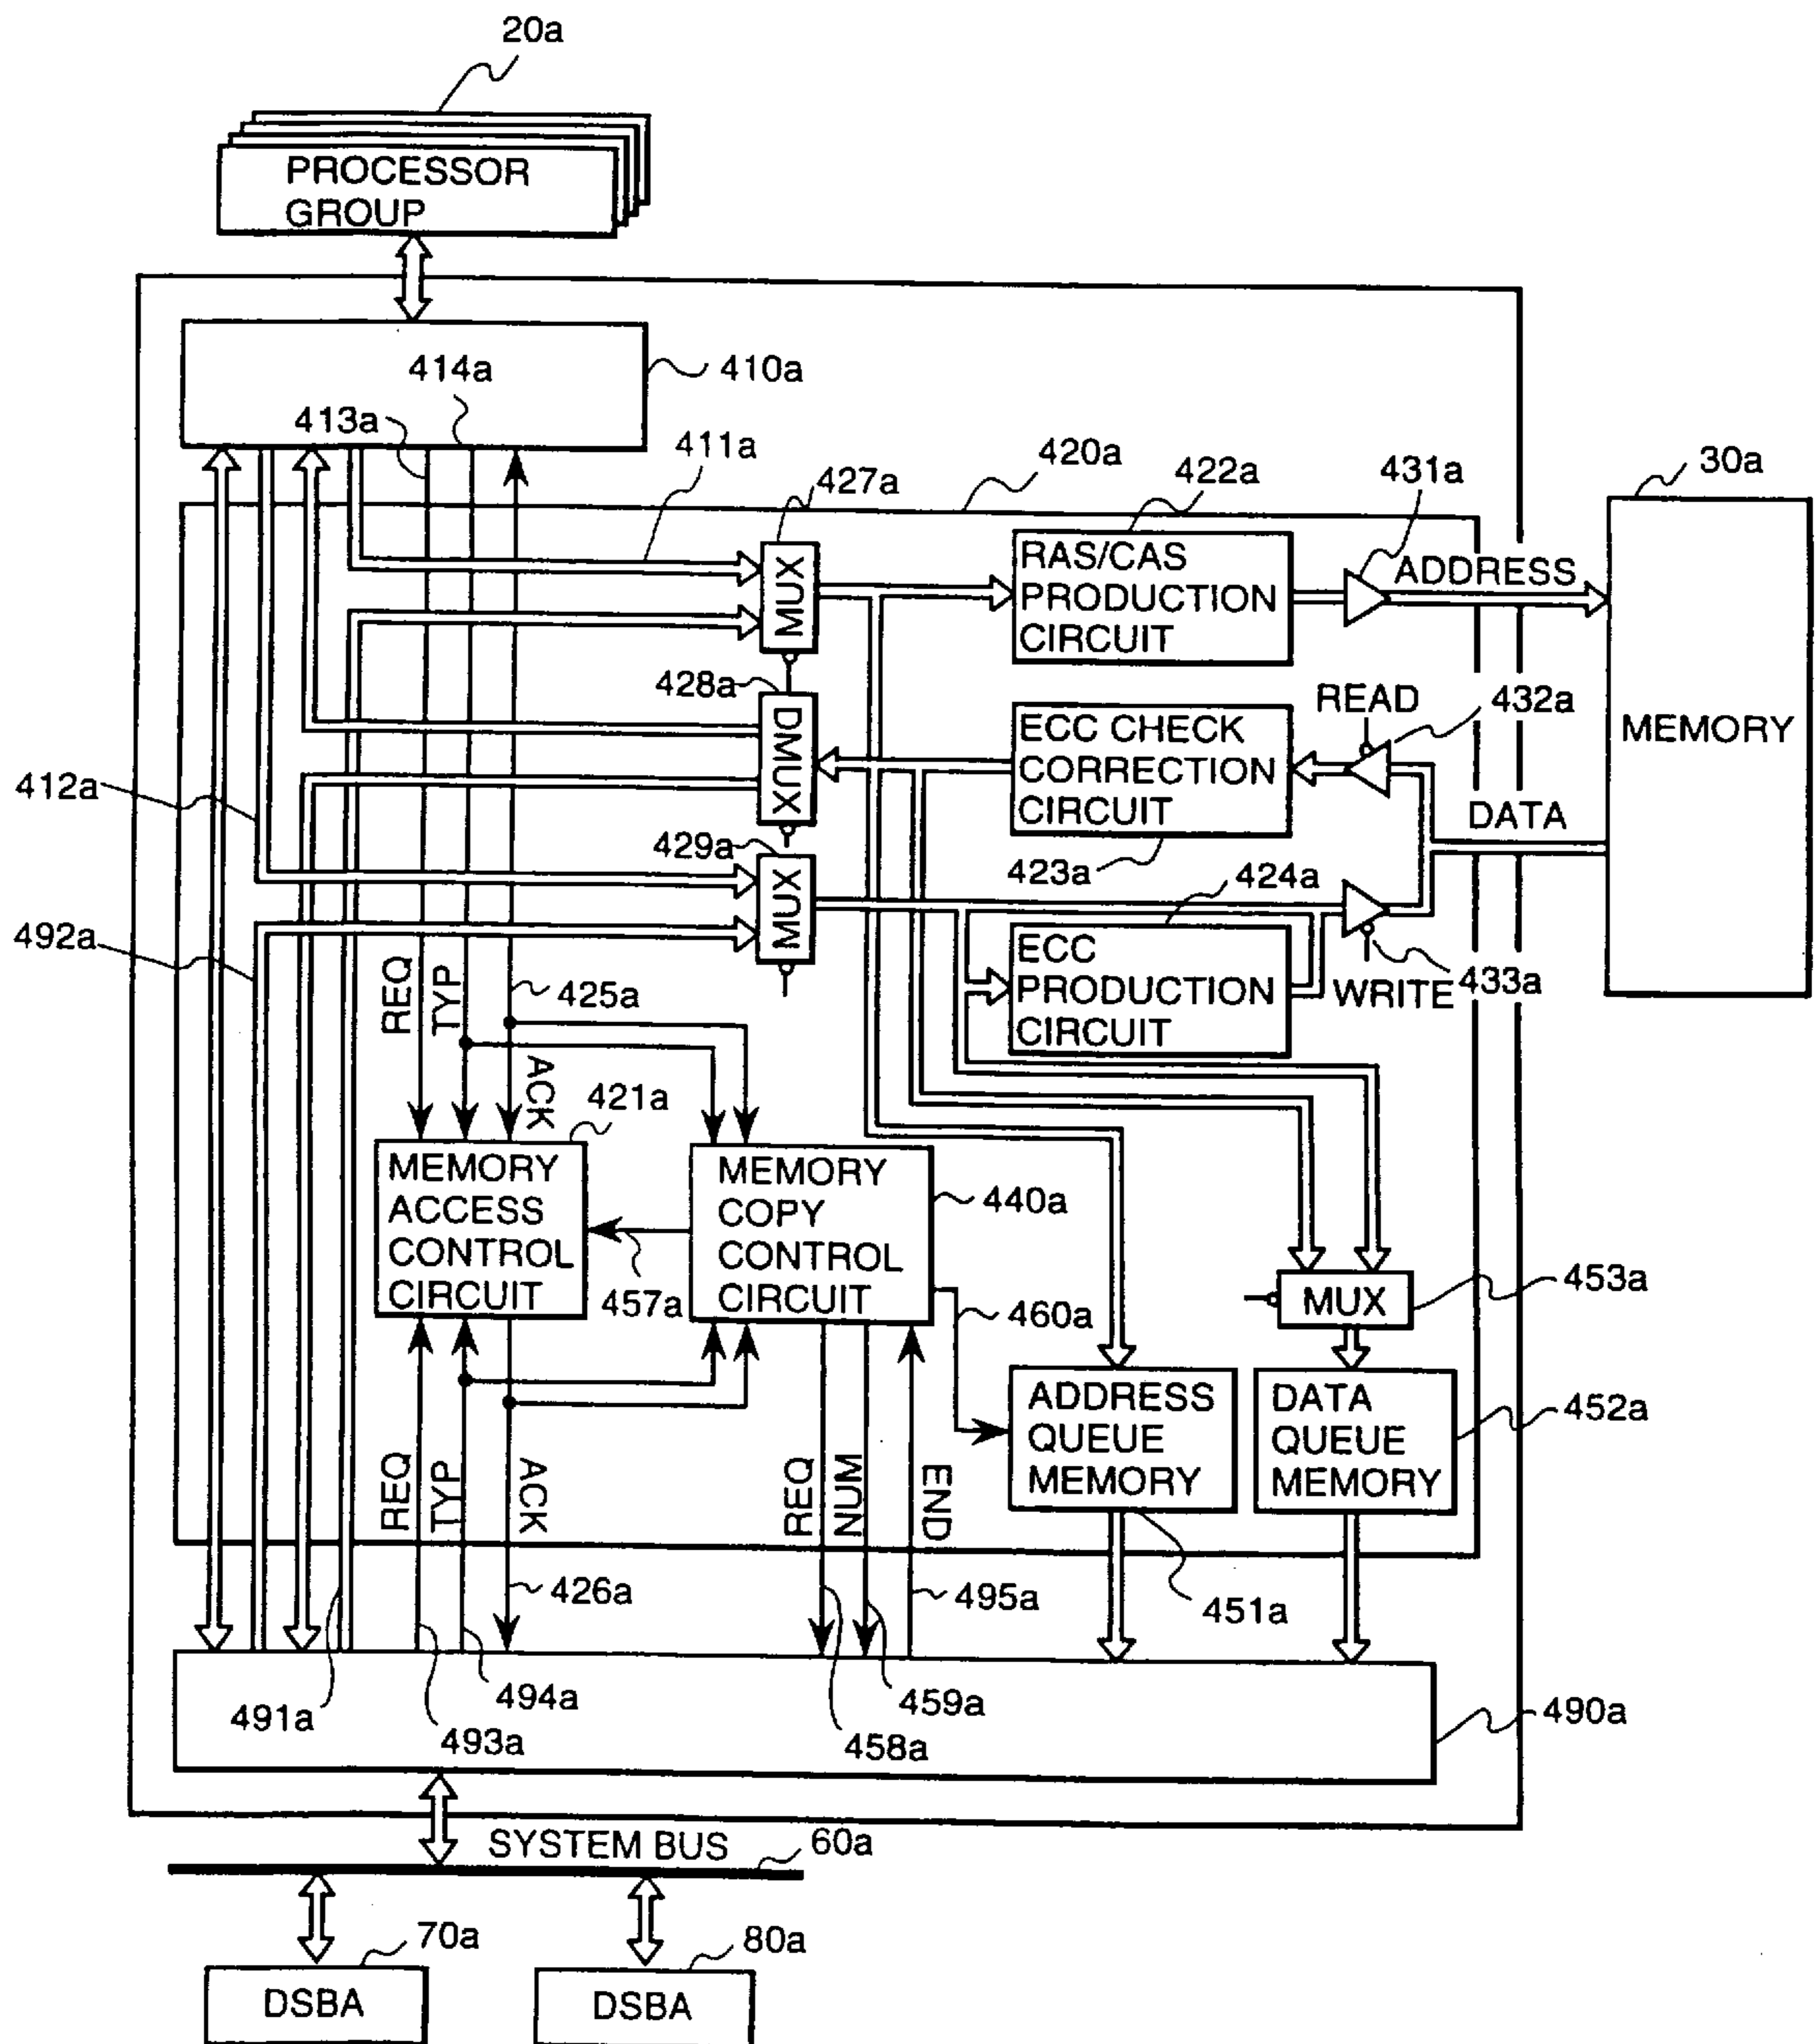 20a
PROCESSOR
GROUP
414a
410a
413a
411a
427a
420a
422a
431a
30a
MUX
RAS/CAS
PRODUCTION
CIRCUIT
ADDRESS
428a
DMUX
ECC CHECK
CORRECTION
CIRCUIT
READ
432a
MEMORY
412a
DATA
429a
423a
424a
MUX
492a
ECC
PRODUCTION
CIRCUIT
WRITE
433a
REQ
TYP
425a
ACK
421a
MEMORY
ACCESS
CONTROL
CIRCUIT
MEMORY
COPY
CONTROL
CIRCUIT
440a
457a
460a
MUX
453a
ADDRESS
QUEUE
MEMORY
DATA
QUEUE
MEMORY
452a
REQ
TYP
ACK
REQ
NUM
END
426a
495a
451a
491a
493a
494a
458a
459a
490a
SYSTEM BUS
60a
70a
80a
DSBA
DSBA